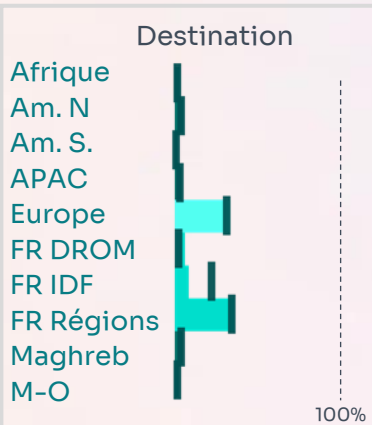 Destination
Afrique
Am. N
Am. S.
APAC
Europe
FR DROM
FR IDF
FR Régions
Maghreb
M-O
100%